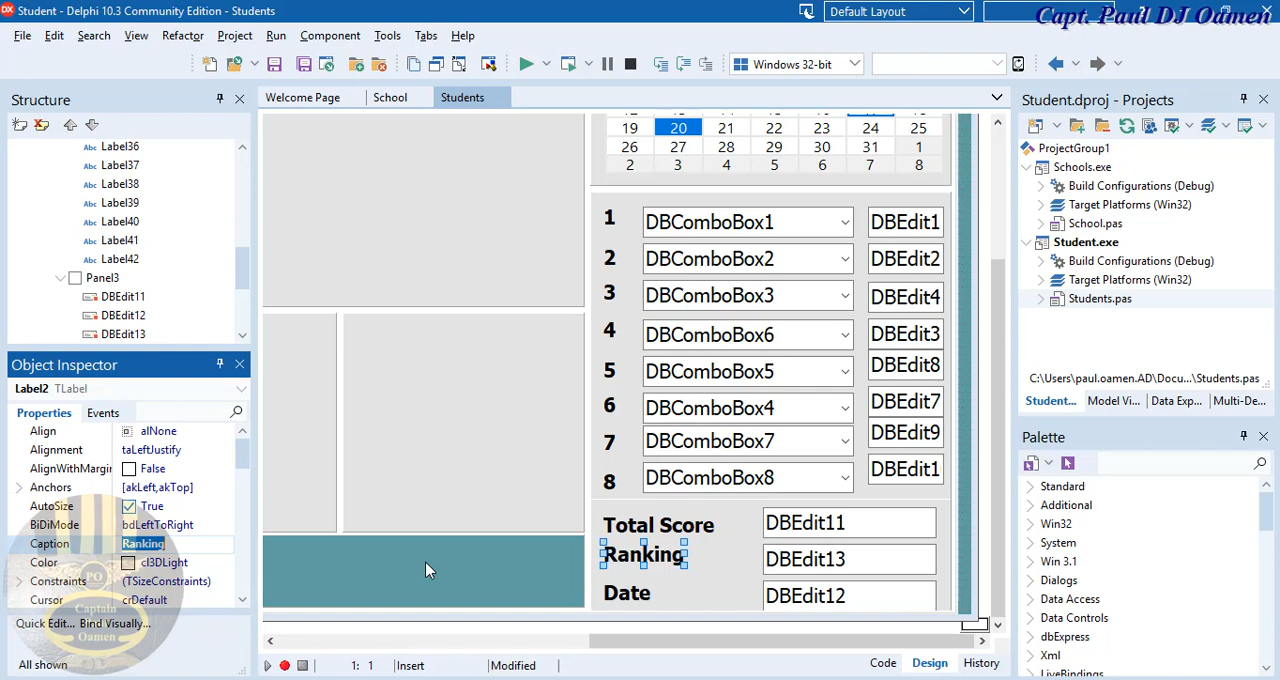 Student - Delphi 10.3 Community Edition - Students
Default Layout
Capt. Paul DJ Oamen
File Edit Search View Refactor Project Run Component Tools Tabs Help
Windows 32-bit
Structure
Label36
Label37
Label38
Label39
Label40
Label41
Label42
Panel3
DBEdit11
DBEdit12
DBEdit13
Object Inspector
Label2 TLabel
Properties Events
Align alNone
Alignment taLeftJustify
AlignWithMargin False
Anchors [akLeft,akTop]
AutoSize True
BiDiMode bdLeftToRight
Caption Ranking
Color cl3DLight
Constraints (TSizeConstraints)
Cursor crDefault
Quick Edit... Bind Visually...
All shown
PO
Captain
Paul
Oamen
Welcome Page School Students
19 20 21 22 23 24 25
26 27 28 29 30 31 1
2 3 4 5 6 7 8
1 DBComboBox1 DBEdit1
2 DBComboBox2 DBEdit2
3 DBComboBox3 DBEdit4
4 DBComboBox6 DBEdit3
5 DBComboBox5 DBEdit8
6 DBComboBox4 DBEdit7
7 DBComboBox7 DBEdit9
8 DBComboBox8 DBEdit1
Total Score DBEdit11
Ranking DBEdit13
Date DBEdit12
1: 1 Insert Modified
Code Design History
Student.dproj - Projects
ProjectGroup1
Schools.exe
Build Configurations (Debug)
Target Platforms (Win32)
School.pas
Student.exe
Build Configurations (Debug)
Target Platforms (Win32)
Students.pas
C:\Users\paul.oamen.AD\Docu...\Students.pas
Student... Model Vi... Data Exp... Multi-De...
Palette
Standard
Additional
Win32
System
Win 3.1
Dialogs
Data Access
Data Controls
dbExpress
Xml
LiveBindings